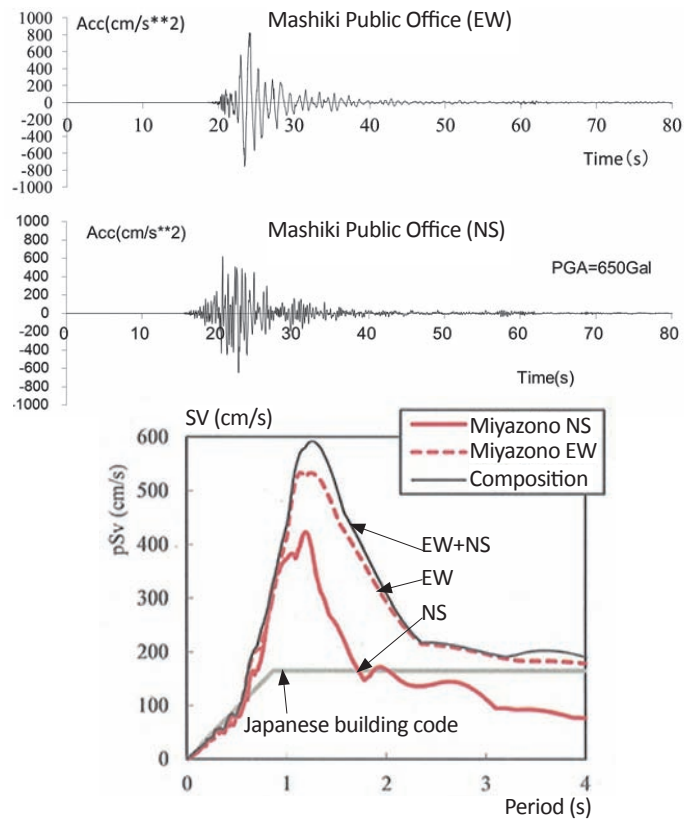 Acc(cm/s**2) Mashiki Public Office (EW)
1000
800
600
400
200
0
-200
-400
-600
-800
-1000
0 10 20 30 40 50 60 70 80
Time(s)
Acc(cm/s**2) Mashiki Public Office (NS)
PGA=650Gal
1000
800
600
400
200
0
-200
-400
-600
-800
-1000
0 10 20 30 40 50 60 70 80
Time(s)
SV (cm/s)
pSv (cm/s)
600
500
400
300
200
100
0
Miyazono NS
Miyazono EW
Composition
EW+NS
EW
NS
Japanese building code
0 1 2 3 4
Period (s)